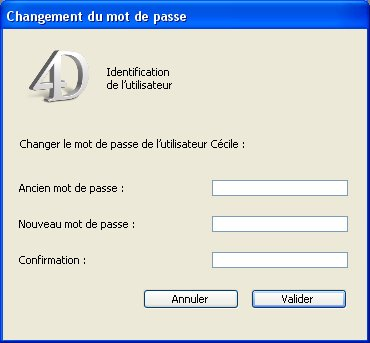 Changement du mot de passe
4D
Identification
de l'utilisateur
Changer le mot de passe de l'utilisateur Cécile :
Ancien mot de passe :
Nouveau mot de passe :
Confirmation :
Annuler
Valider